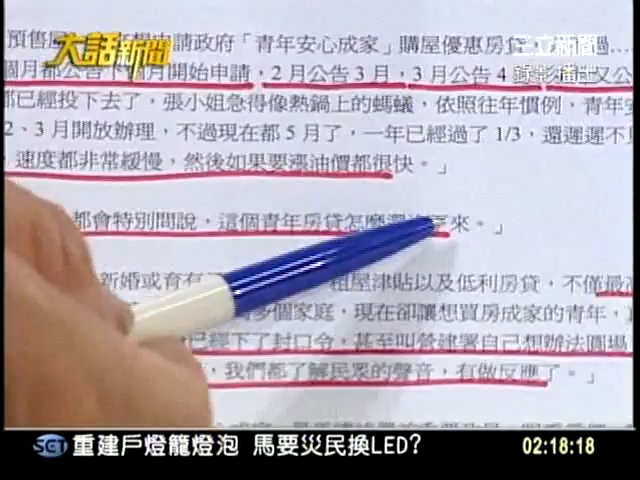 大話新聞
三立新聞
預售屋
申請政府「青年安心成家」購屋優惠房貸
個月都公告下個月開始申請，2月公告3月，3月公告4
都已經投下去了，張小姐急得像熱鍋上的螞蟻，依照往年慣例，青年安
2、3月開放辦理，不過現在都5月了，一年已經過了1/3，還遲遲不
，速度都非常緩慢，然後如果要漲油價都很快。」
都會特別問說，這個青年房貸怎麼還 來。」
新婚或育有 租屋津貼以及低利房貸，不僅最
多個家庭，現在卻讓想買房成家的青年，
已經下了封口令，甚至叫營建署自己想辦法圓場
，我們都了解民眾的聲音，有做反應了。」
SET 重建戶燈籠燈泡 馬要災民換LED? 02:18:18